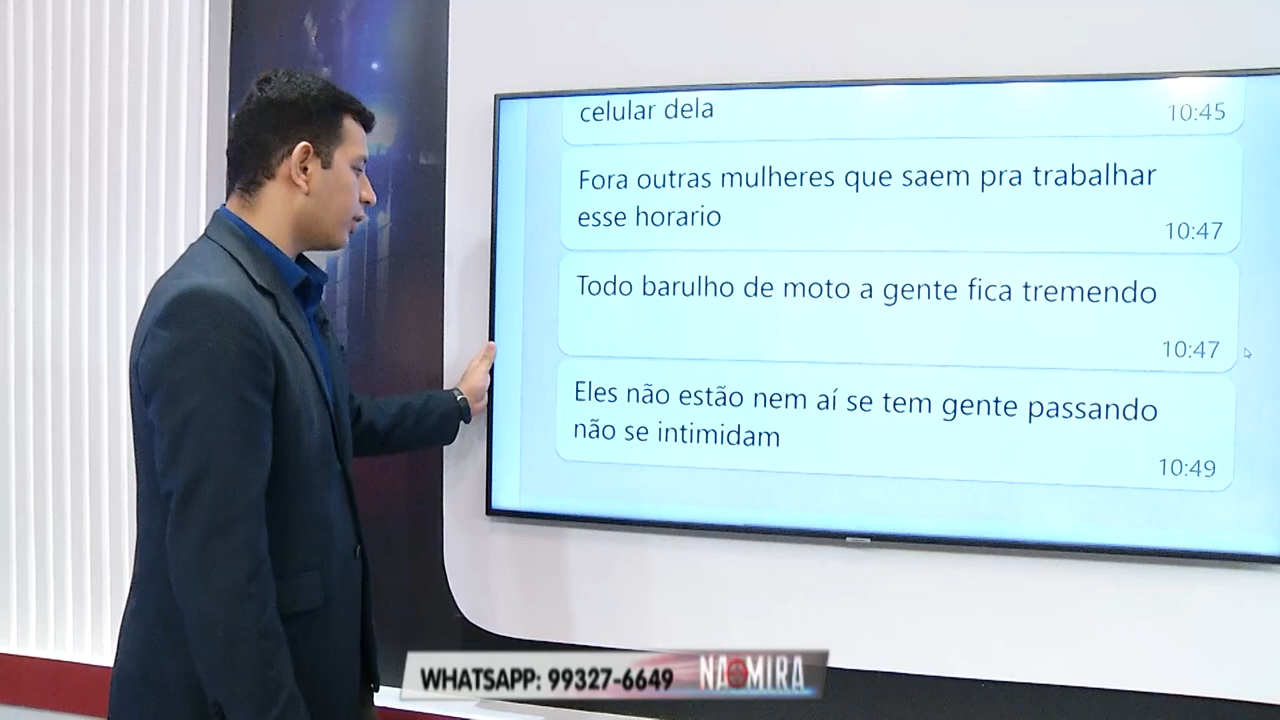 celular dela
10:45
Fora outras mulheres que saem pra trabalhar
esse horario
10:47
Todo barulho de moto a gente fica tremendo
10:47
Eles não estão nem aí se tem gente passando
não se intimidam
10:49
WHATSAPP: 99327-6649 NA MIRA